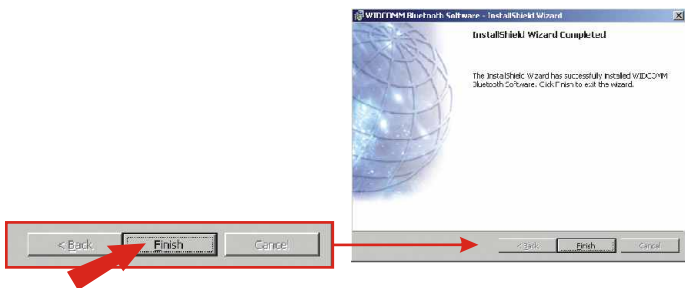 WIDCOMM Bluetooth Software - InstallShield Wizard
InstallShield Wizard Completed
The InstallShield Wizard has successfully installed WIDCOMM
Bluetooth Software. Click Finish to exit the wizard.
< Back Finish Cancel
< Back Finish Cancel